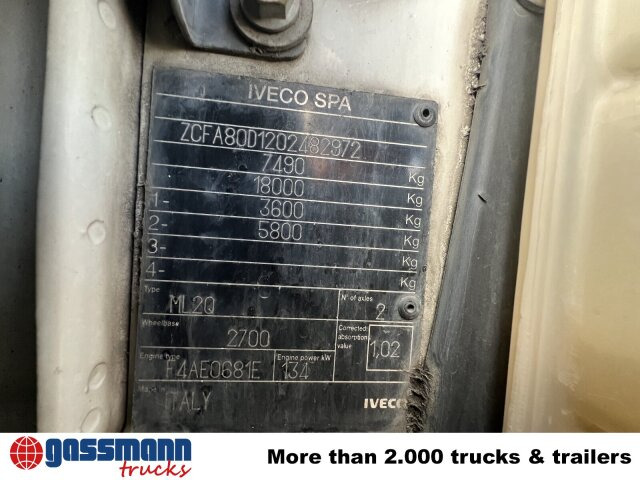 IVECO SPA
ZCFA80D1202482972
7490 Kg
18000 Kg
1- 3600 Kg
2- 5800 Kg
3- Kg
4- Kg
Type ML2Q N° of axles 2
Wheelbase 2700 Corrected absorption value 1,02
Engine type F4AE0681E Engine power kW 134
Made in ITALY IVECO
gassmann trucks
More than 2.000 trucks & trailers